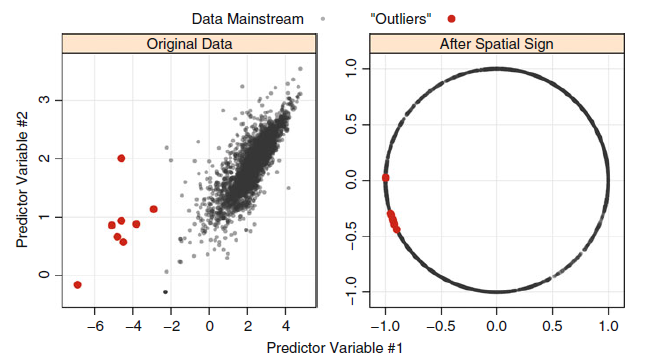 Data Mainstream "Outliers"
Original Data After Spatial Sign
Predictor Variable #2
3
2
1
0
−6 −4 −2 0 2 4
1.0
0.5
0.0
−0.5
−1.0
−1.0 −0.5 0.0 0.5 1.0
Predictor Variable #1